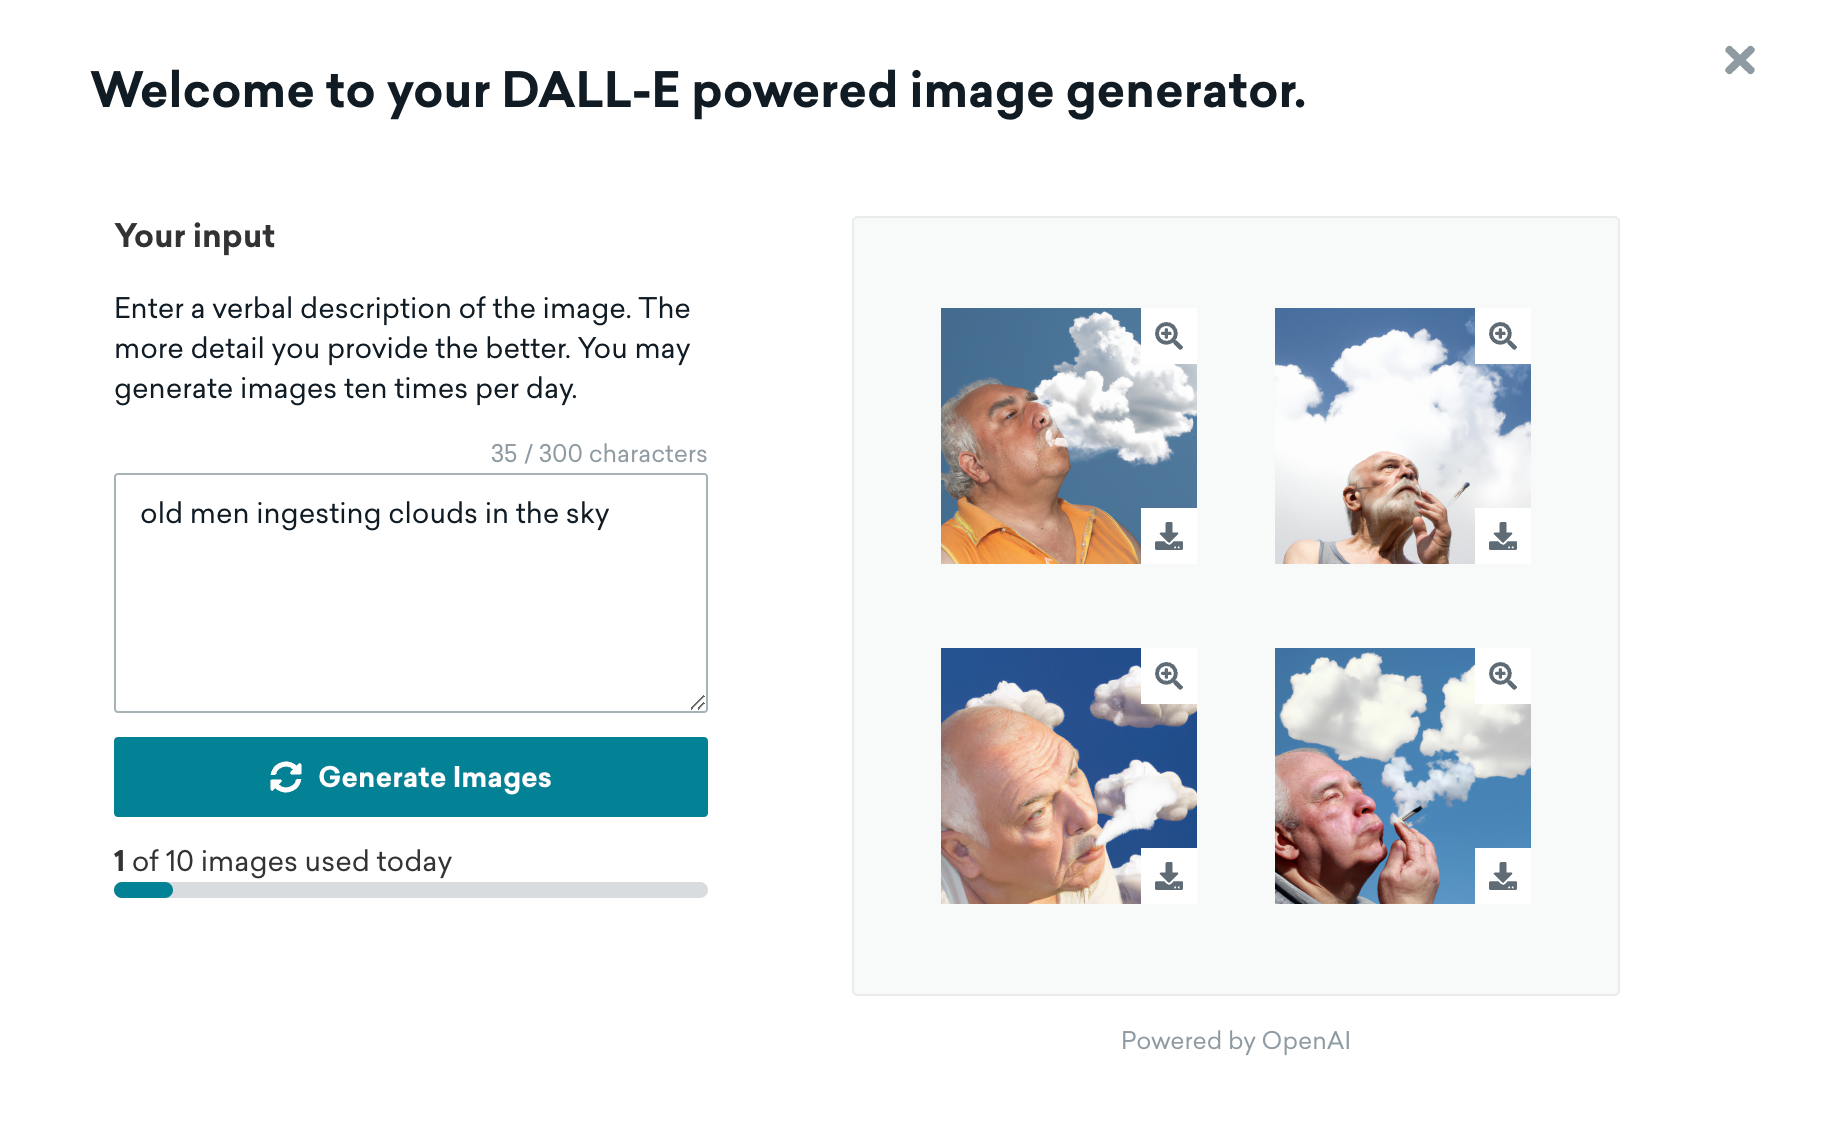 Welcome to your DALL-E powered image generator.
Your input
Enter a verbal description of the image. The
more detail you provide the better. You may
generate images ten times per day.
35 / 300 characters
old men ingesting clouds in the sky
Generate Images
1 of 10 images used today
Powered by OpenAI